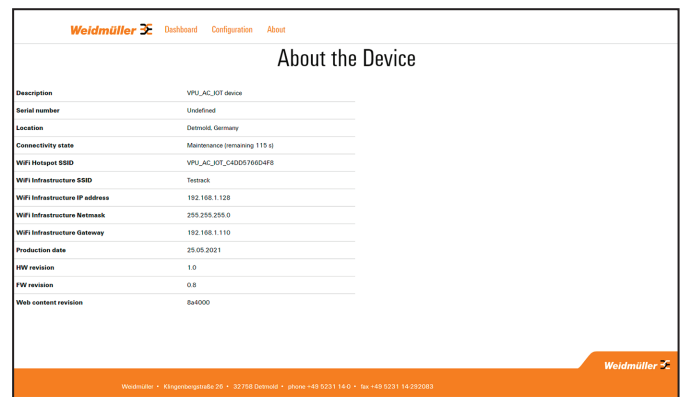 Weidmüller Dashboard Configuration About
About the Device
Description VPU_AC_IOT device
Serial number Undefined
Location Detmold, Germany
Connectivity state Maintenance (remaining 115 s)
WiFi Hotspot SSID VPU_AC_IOT_C4DD5766D4F8
WiFi Infrastructure SSID Testrack
WiFi Infrastructure IP address 192.168.1.128
WiFi Infrastructure Netmask 255.255.255.0
WiFi Infrastructure Gateway 192.168.1.110
Production date 25.05.2021
HW revision 1.0
FW revision 0.8
Web content revision 8a4000
Weidmüller
Weidmüller • Klingenbergstraße 26 • 32758 Detmold • phone +49 5231 14-0 • fax +49 5231 14-292083